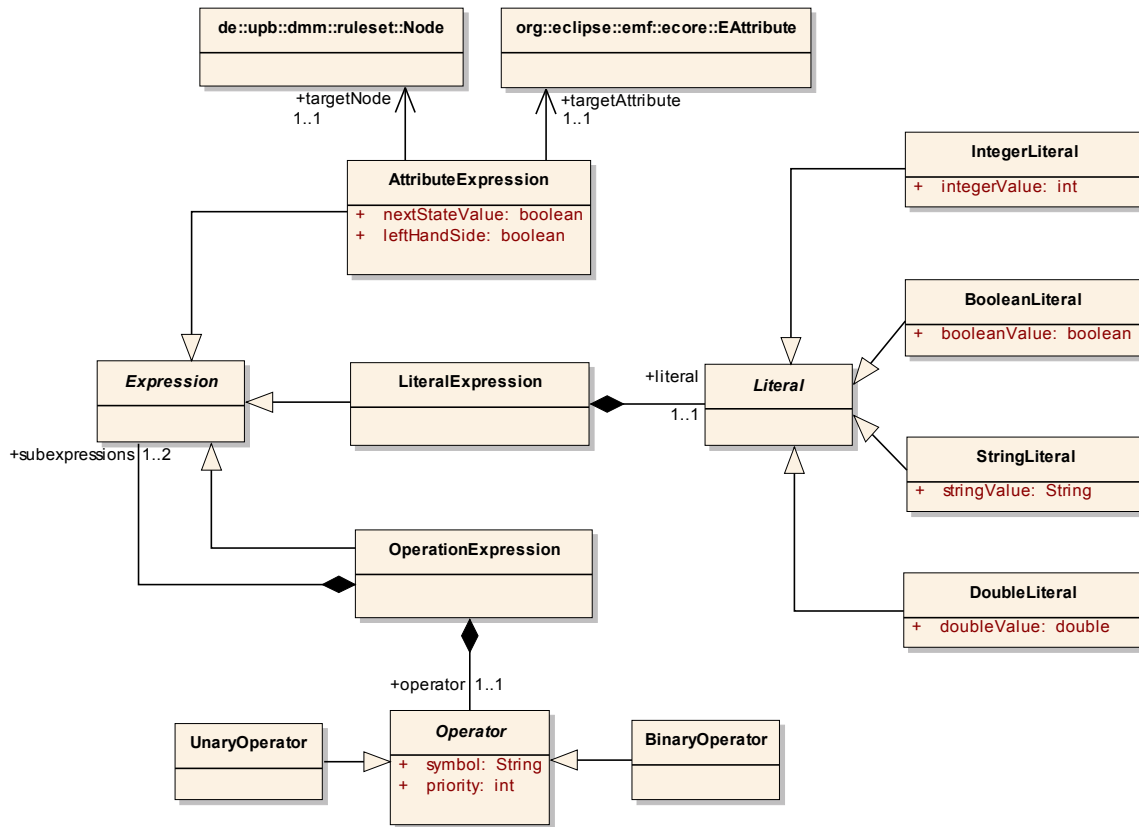 de::upb::dmm::ruleset::Node
org::eclipse::emf::ecore::EAttribute
+targetNode
1..1
+targetAttribute
1..1
AttributeExpression
+ nextStateValue: boolean
+ leftHandSide: boolean
IntegerLiteral
+ integerValue: int
BooleanLiteral
+ booleanValue: boolean
Expression
LiteralExpression
+literal
1..1
Literal
+subexpressions 1..2
StringLiteral
+ stringValue: String
OperationExpression
DoubleLiteral
+ doubleValue: double
+operator 1..1
UnaryOperator
Operator
+ symbol: String
+ priority: int
BinaryOperator